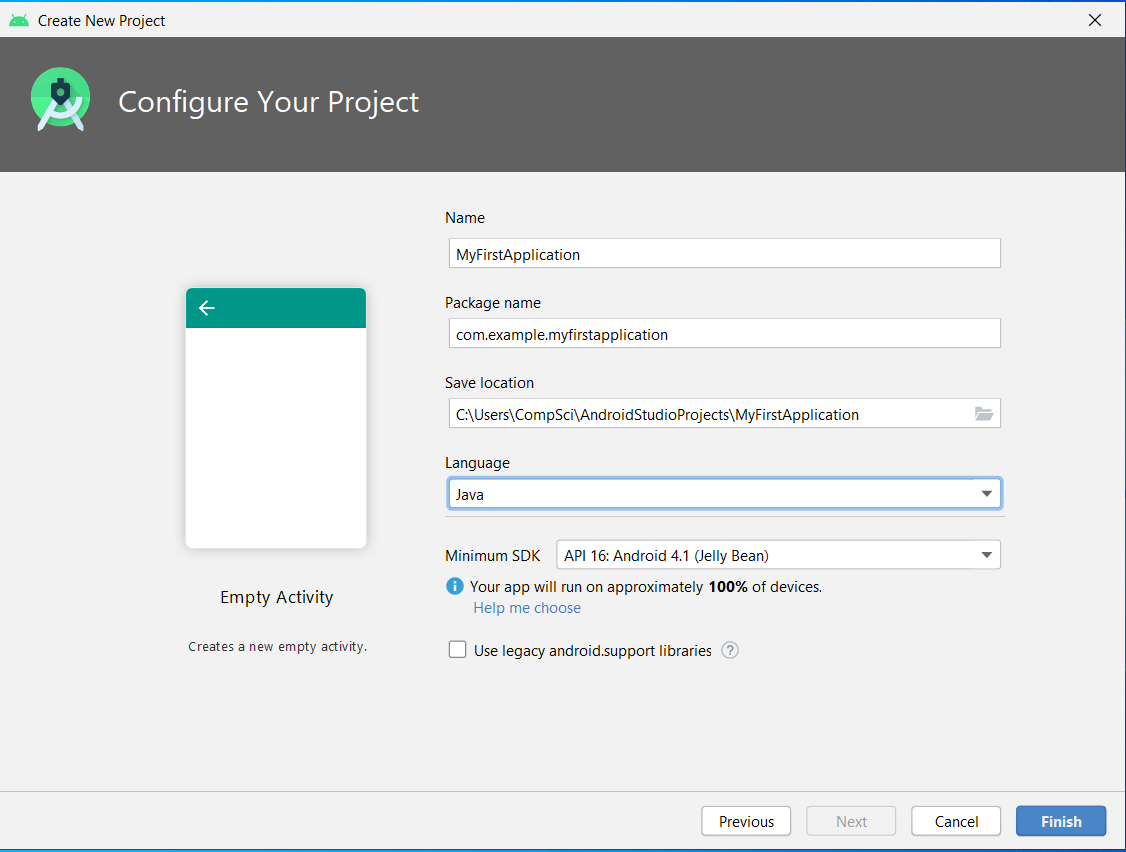 Create New Project
Configure Your Project
Name
MyFirstApplication
Package name
com.example.myfirstapplication
Save location
C:\Users\CompSci\AndroidStudioProjects\MyFirstApplication
Language
Java
Minimum SDK API 16: Android 4.1 (Jelly Bean)
i Your app will run on approximately 100% of devices.
Help me choose
Use legacy android.support libraries ?
Empty Activity
Creates a new empty activity.
Previous Next Cancel Finish